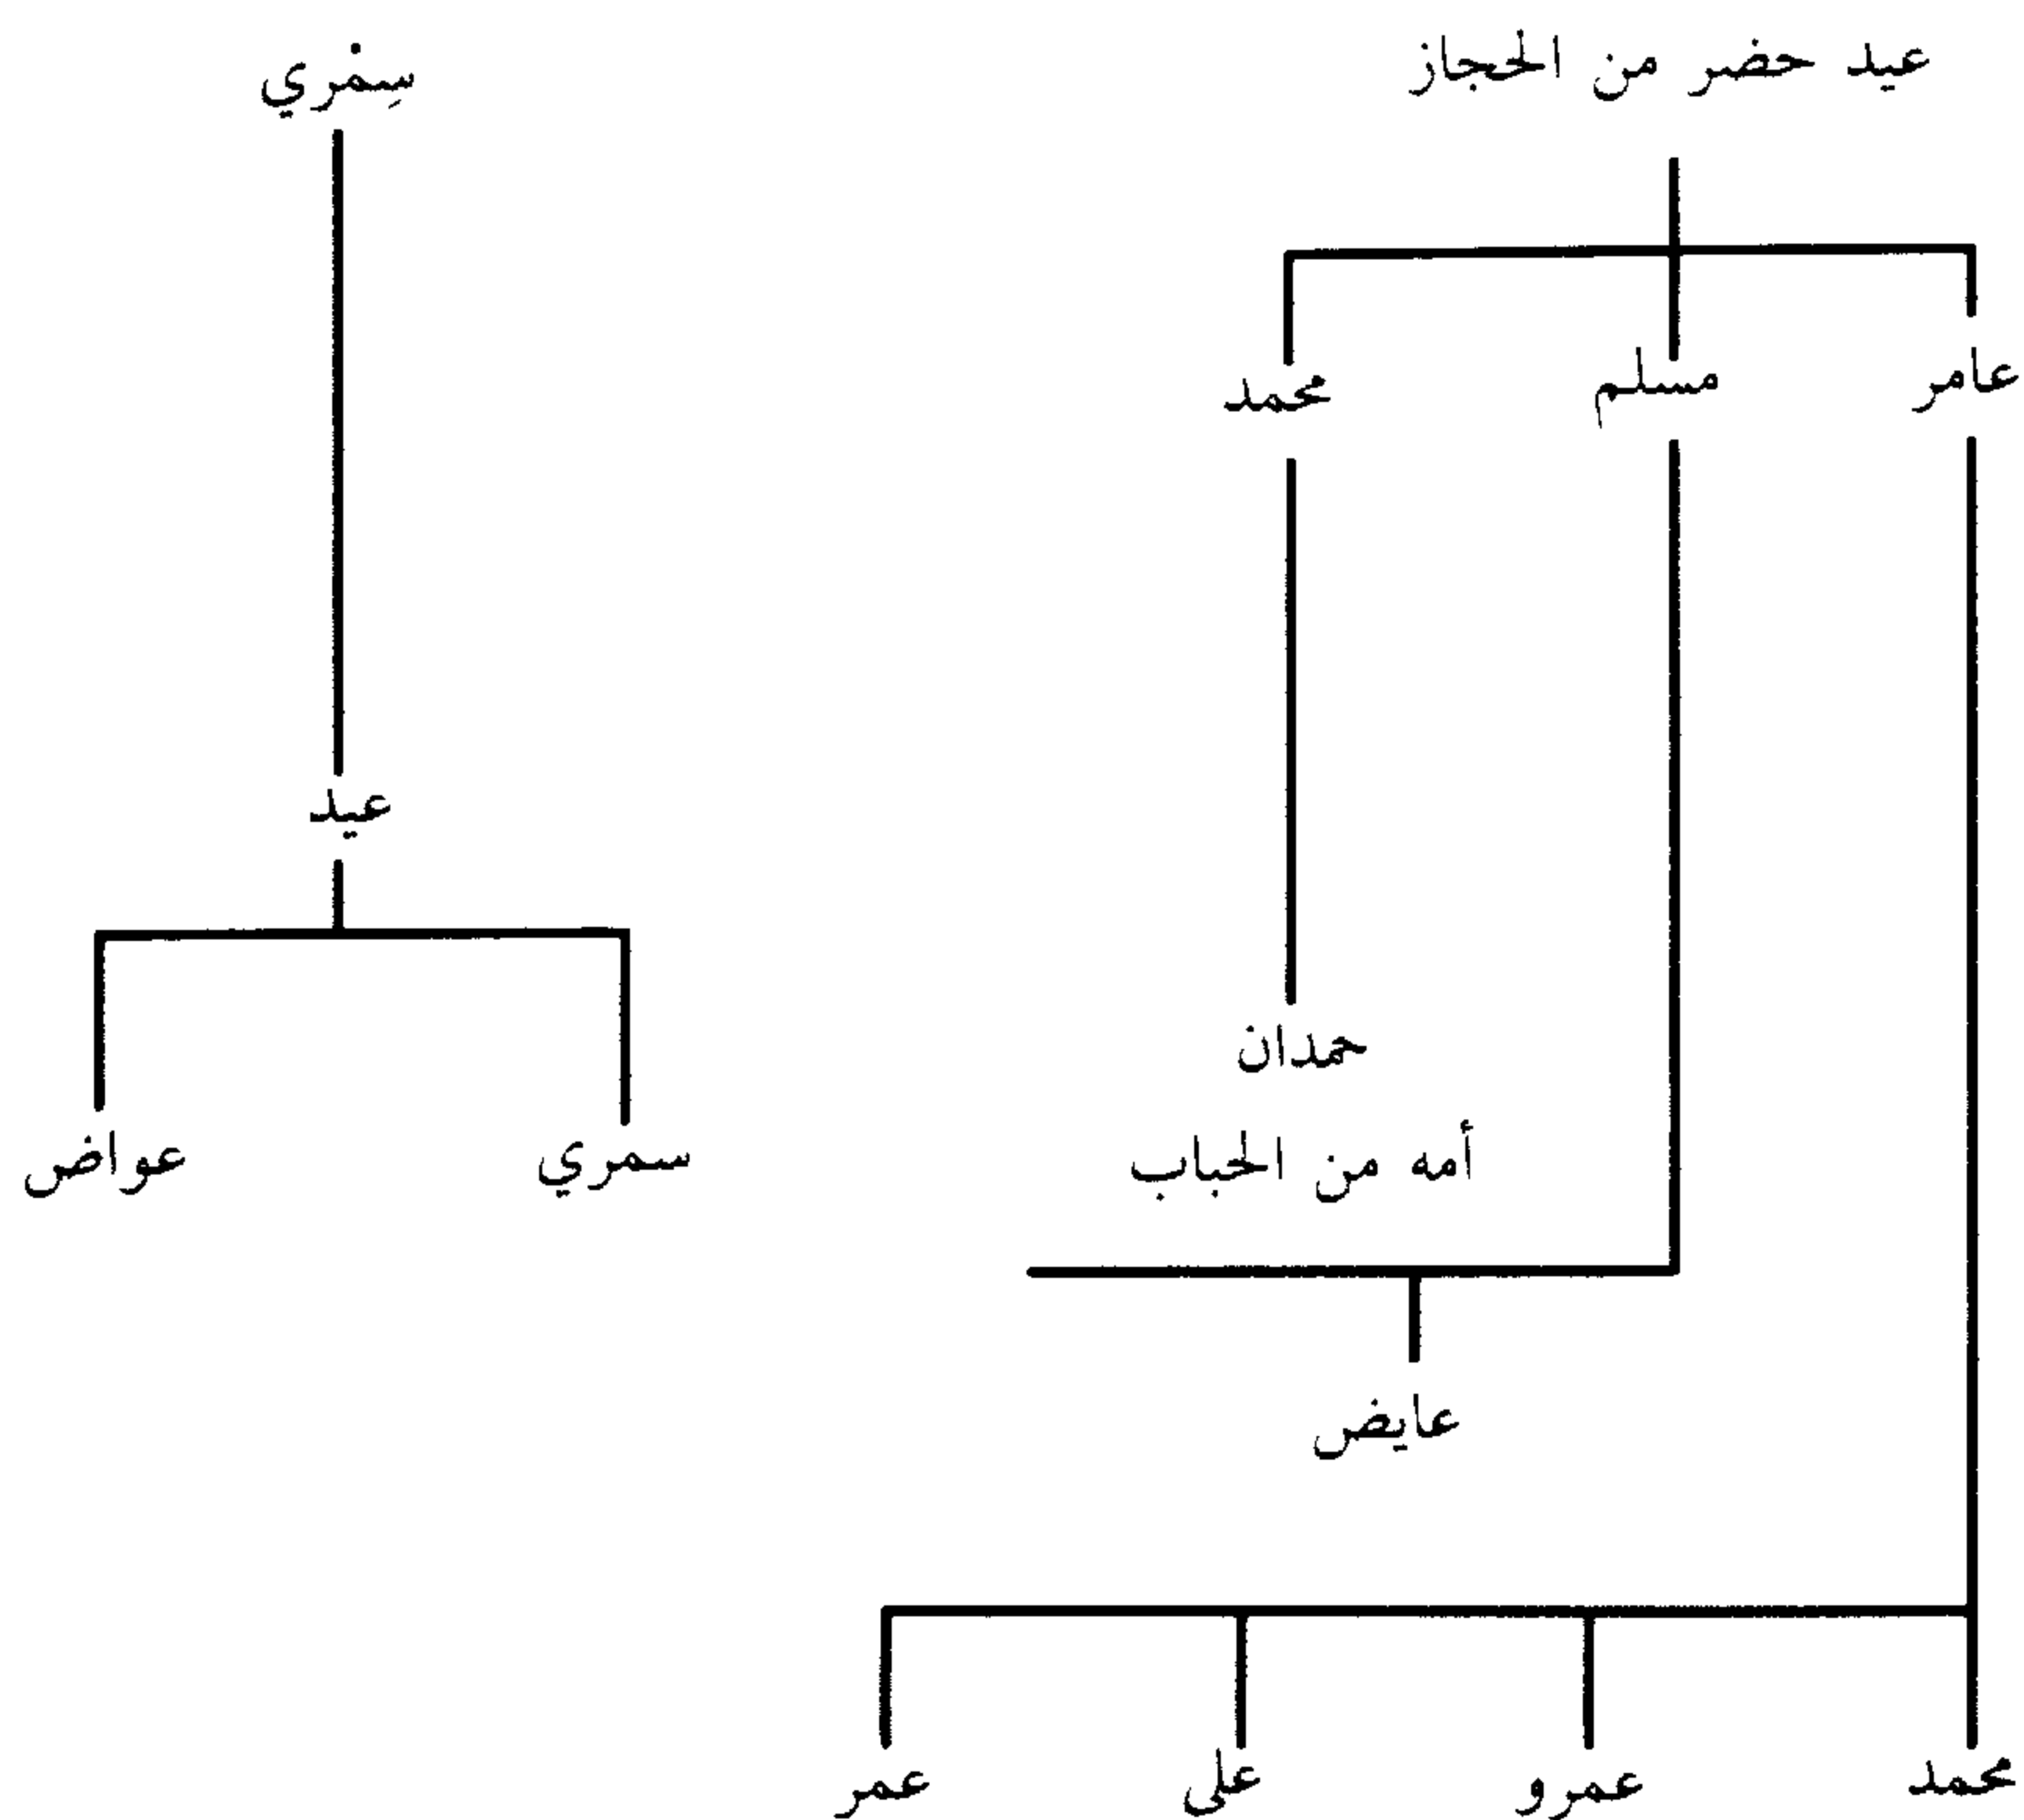 عيد حضر من الحجاز
سِمْري
عامر
مسلم
محمد
عيد
حمدان
أمه من الحباب
سمري
عواض
عايض
محمد
عمرو
على
عمر